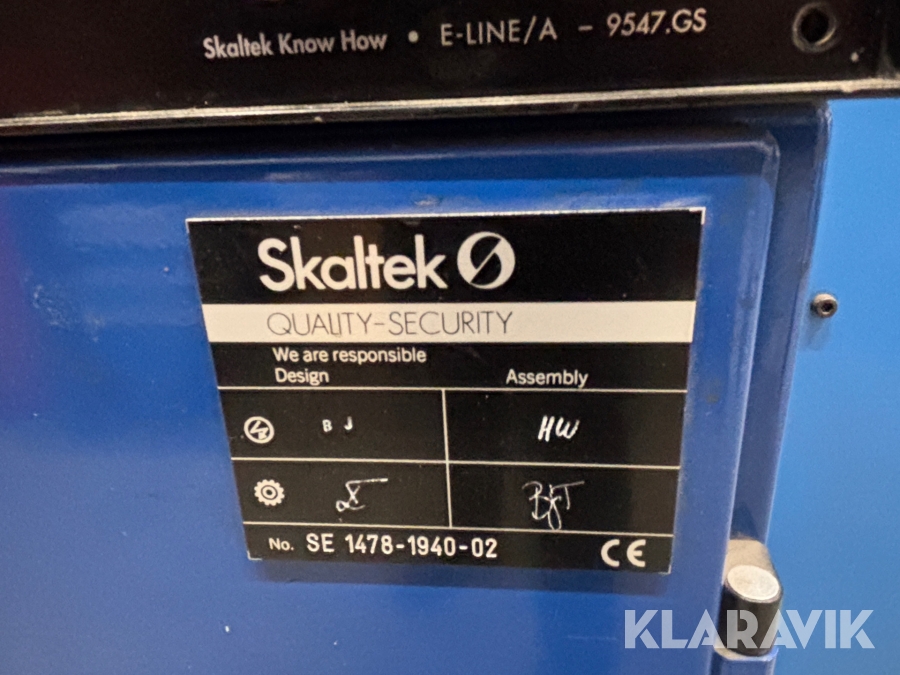 Skaltek Know How • E-LINE/A - 9547.GS
Skaltek
QUALITY-SECURITY
We are responsible
Design Assembly
B J HW
BJT
No. SE 1478-1940-02 CE
KLARAVIK